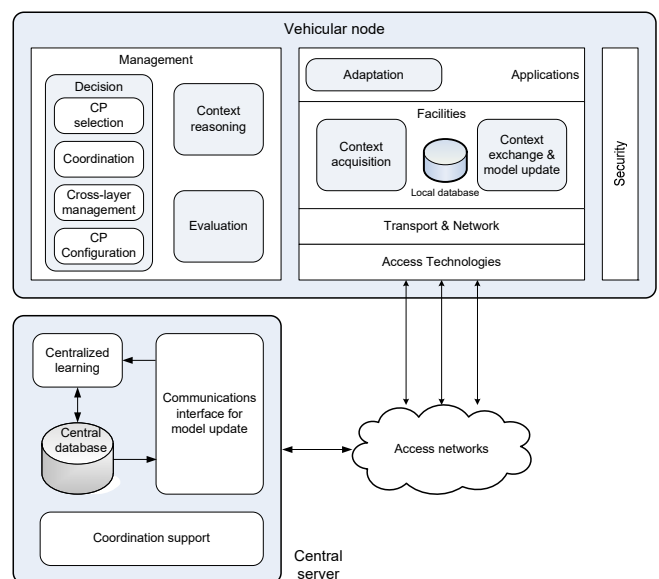 Vehicular node
Management
Decision
CP
selection
Coordination
Cross-layer
management
CP
Configuration
Context
reasoning
Evaluation
Adaptation
Applications
Facilities
Context
acquisition
Local database
Context
exchange &
model update
Transport & Network
Access Technologies
Security
Centralized
learning
Central
database
Communications
interface for
model update
Coordination support
Central
server
Access networks